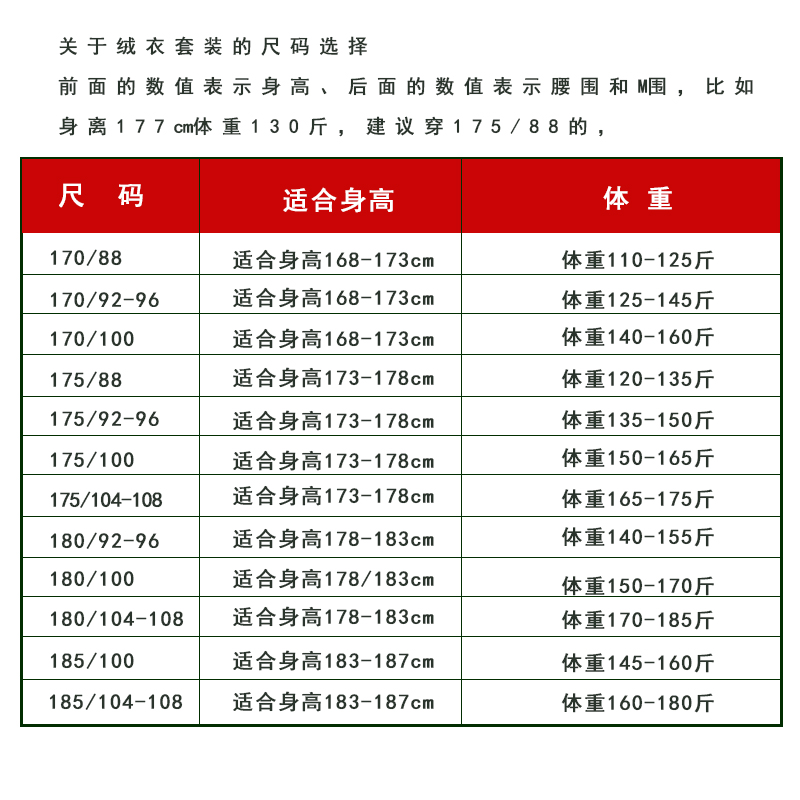 关于绒衣套装的尺码选择
前面的数值表示身高、后面的数值表示腰围和M围，比如
身离177cm体重130斤，建议穿175/88的，
尺 码 适合身高 体 重
170/88 适合身高168-173cm 体重110-125斤
170/92-96 适合身高168-173cm 体重125-145斤
170/100 适合身高168-173cm 体重140-160斤
175/88 适合身高173-178cm 体重120-135斤
175/92-96 适合身高173-178cm 体重135-150斤
175/100 适合身高173-178cm 体重150-165斤
175/104-108 适合身高173-178cm 体重165-175斤
180/92-96 适合身高178-183cm 体重140-155斤
180/100 适合身高178/183cm 体重150-170斤
180/104-108 适合身高178-183cm 体重170-185斤
185/100 适合身高183-187cm 体重145-160斤
185/104-108 适合身高183-187cm 体重160-180斤